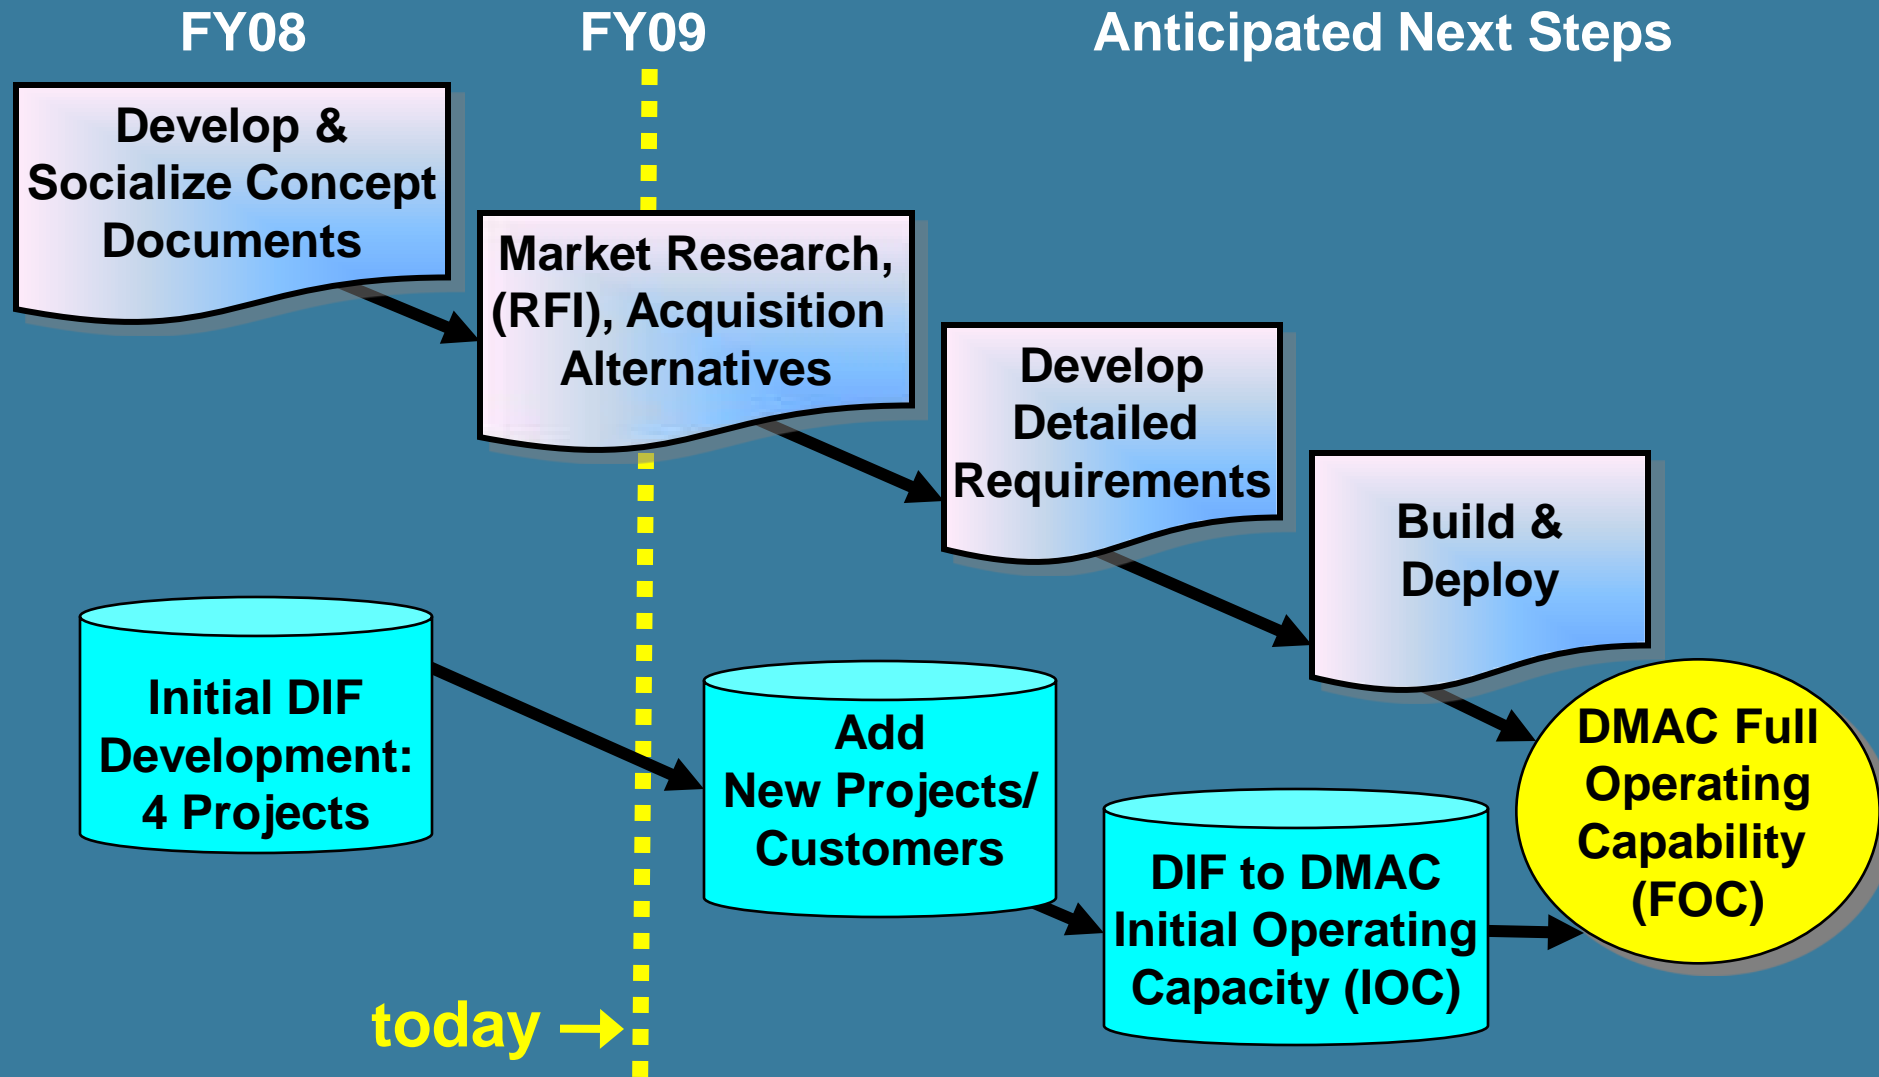 FY08
FY09
Anticipated Next Steps
Develop &
Socialize Concept
Documents
Market Research,
(RFI), Acquisition
Alternatives
Develop
Detailed
Requirements
Build &
Deploy
Initial DIF
Development:
4 Projects
Add
New Projects/
Customers
DIF to DMAC
Initial Operating
Capacity (IOC)
DMAC Full
Operating
Capability
(FOC)
today →